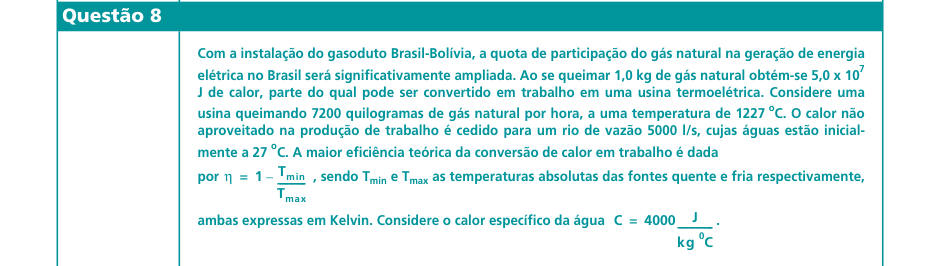 Questão 8
Com a instalação do gasoduto Brasil-Bolívia, a quota de participação do gás natural na geração de energia
elétrica no Brasil será significativamente ampliada. Ao se queimar 1,0 kg de gás natural obtém-se 5,0 x 10⁷
J de calor, parte do qual pode ser convertido em trabalho em uma usina termoelétrica. Considere uma
usina queimando 7200 quilogramas de gás natural por hora, a uma temperatura de 1227 ºC. O calor não
aproveitado na produção de trabalho é cedido para um rio de vazão 5000 l/s, cujas águas estão inicial-
mente a 27 ºC. A maior eficiência teórica da conversão de calor em trabalho é dada
por η = 1 – Tmin/Tmax , sendo Tmin e Tmax as temperaturas absolutas das fontes quente e fria respectivamente,
ambas expressas em Kelvin. Considere o calor específico da água C = 4000 J/kg ⁰C .